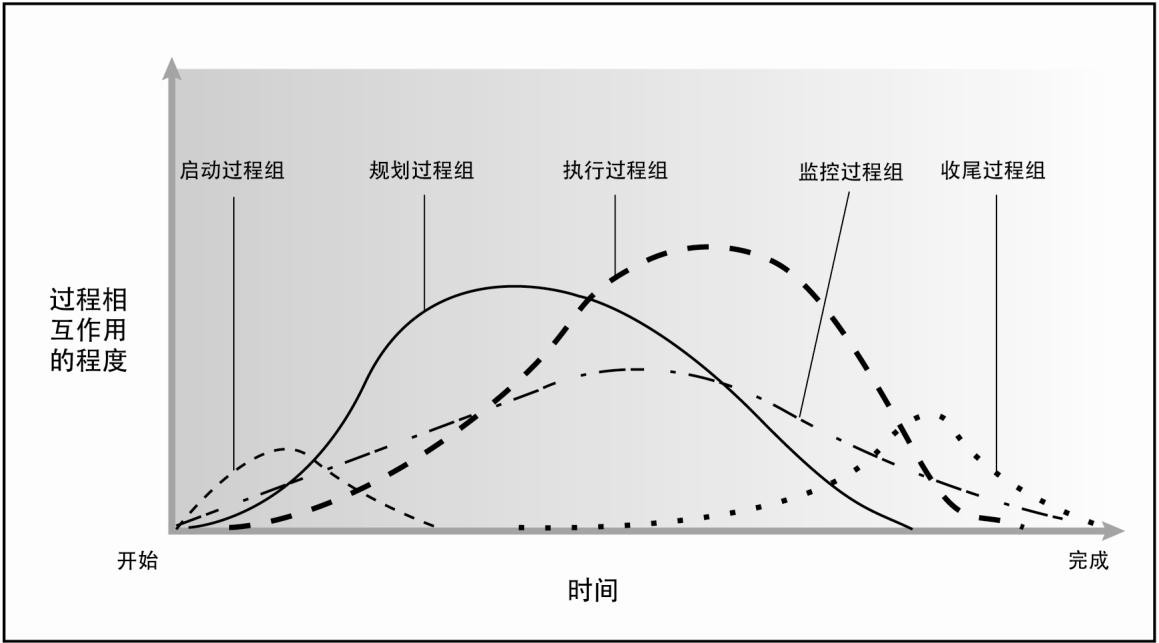 启动过程组
规划过程组
执行过程组
监控过程组
收尾过程组
过程相
互作用
的程度
开始
时间
完成